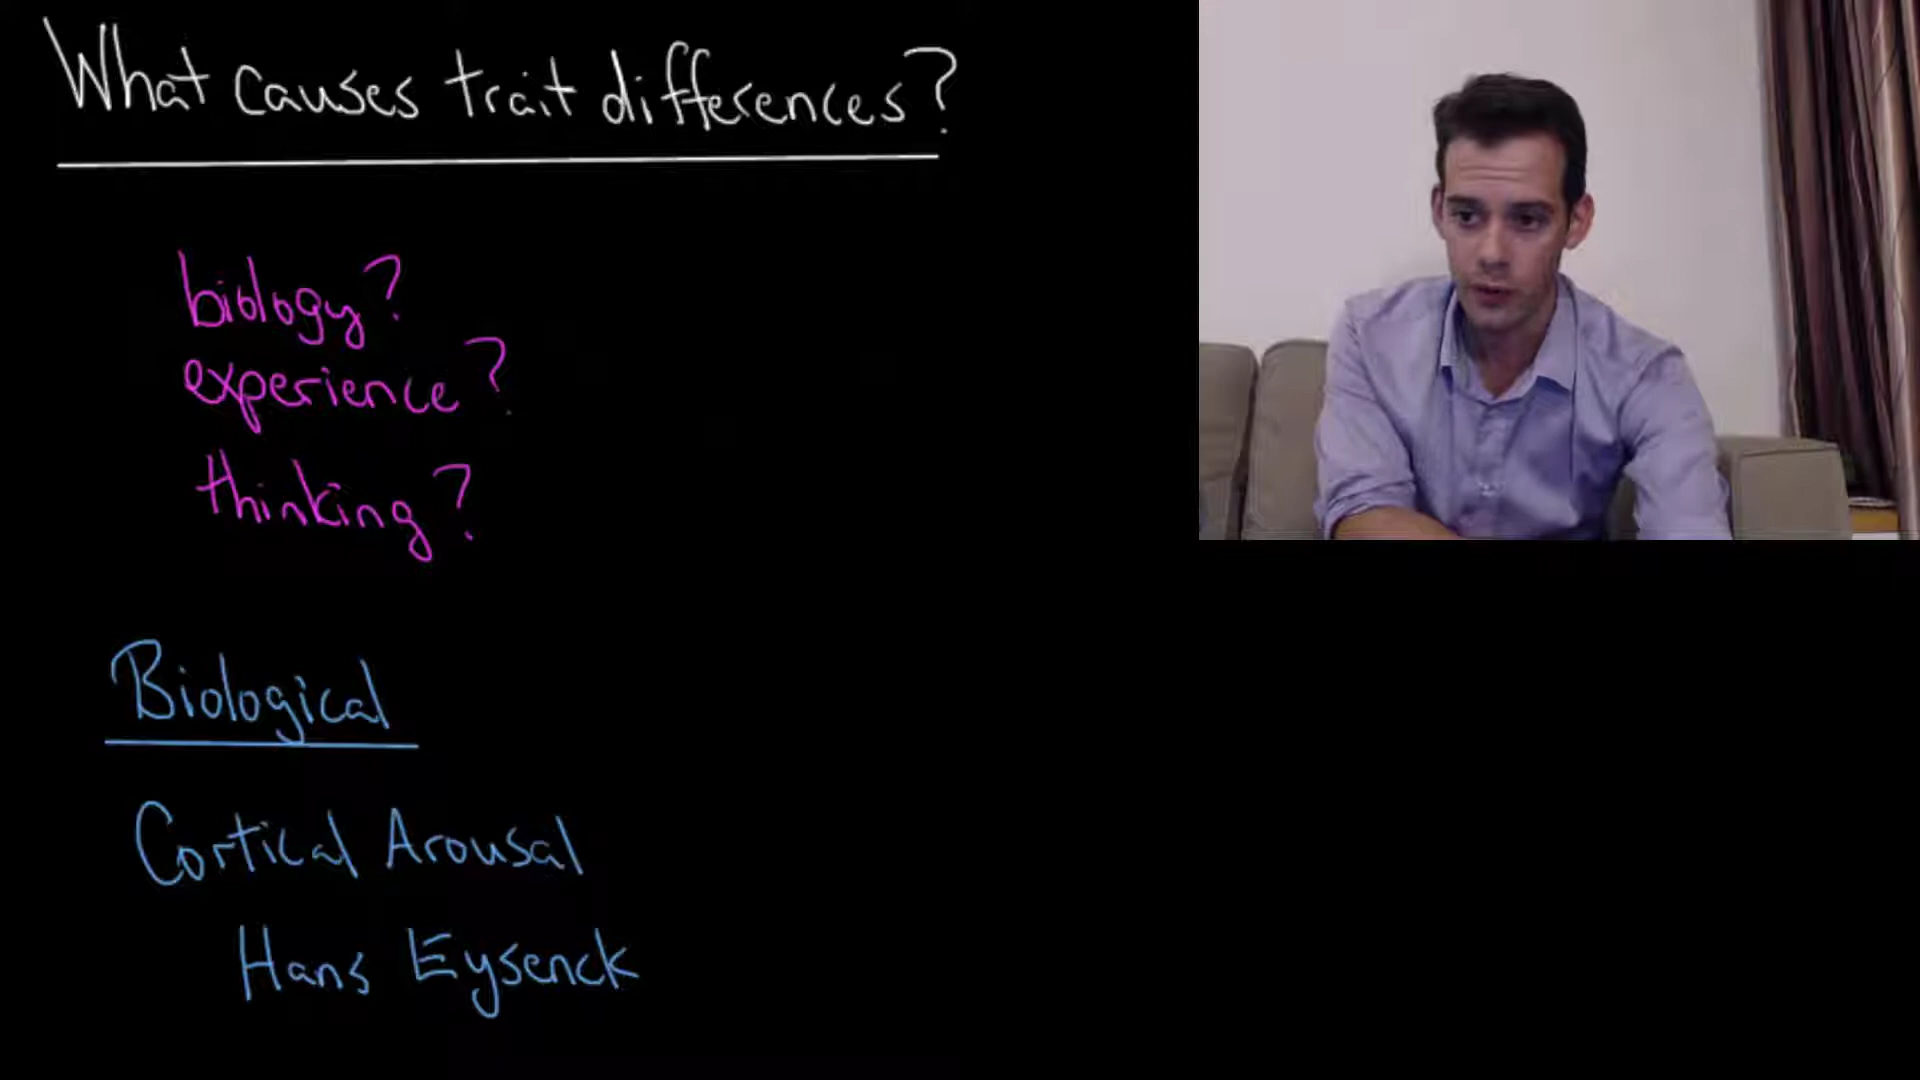 What causes trait differences?
biology?
experience?
thinking?
Biological
Cortical Arousal
Hans Eysenck